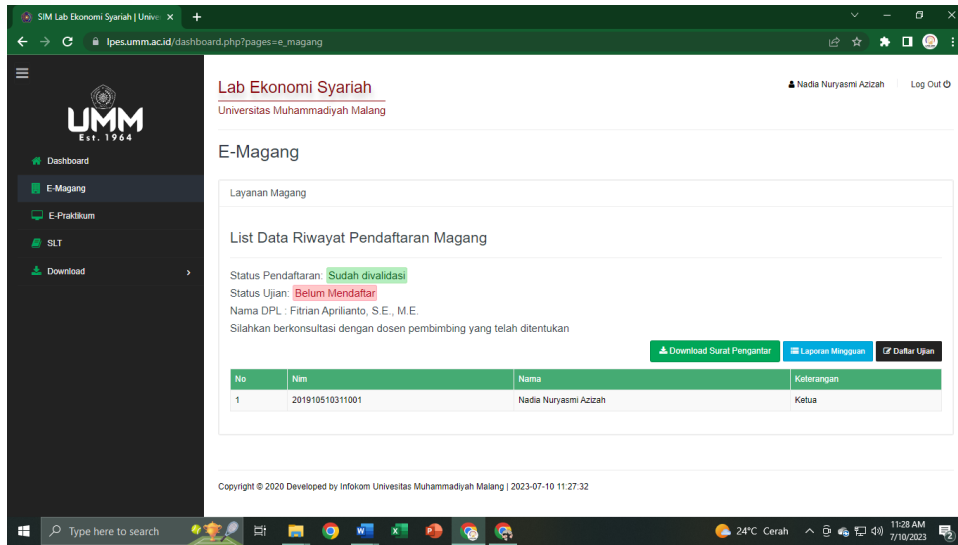 SIM Lab Ekonomi Syariah | Unive
lpes.umm.ac.id/dashboard.php?pages=e_magang
UMM
Est. 1964
Dashboard
E-Magang
E-Praktikum
SLT
Download
Lab Ekonomi Syariah
Universitas Muhammadiyah Malang
Nadia Nuryasmi Azizah
Log Out
E-Magang
Layanan Magang
List Data Riwayat Pendaftaran Magang
Status Pendaftaran: Sudah divalidasi
Status Ujian: Belum Mendaftar
Nama DPL : Fitrian Aprilianto, S.E., M.E.
Silahkan berkonsultasi dengan dosen pembimbing yang telah ditentukan
Download Surat Pengantar Laporan Mingguan Daftar Ujian
No Nim Nama Keterangan
1 201910510311001 Nadia Nuryasmi Azizah Ketua
Copyright © 2020 Developed by Infokom Univesitas Muhammadiyah Malang | 2023-07-10 11:27:32
Type here to search
24°C Cerah
11:28 AM
7/10/2023
2